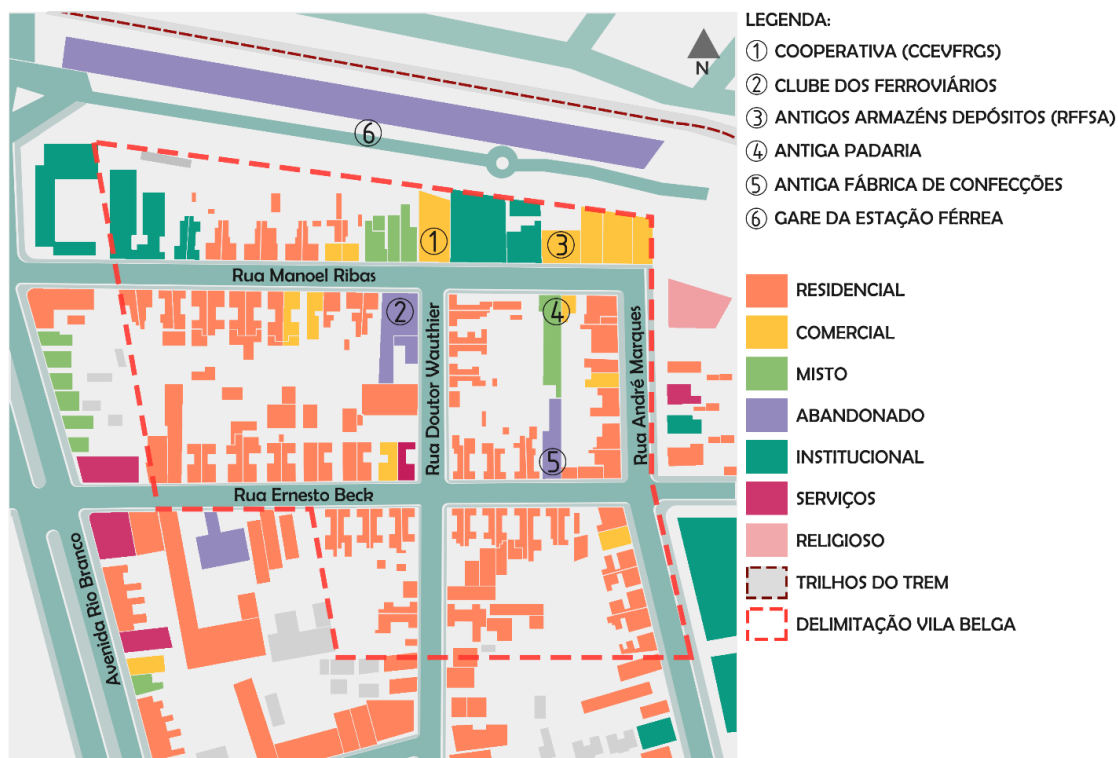 LEGENDA:
① COOPERATIVA (CCEVFRGS)
② CLUBE DOS FERROVIÁRIOS
③ ANTIGOS ARMAZÉNS DEPÓSITOS (RFFSA)
④ ANTIGA PADARIA
⑤ ANTIGA FÁBRICA DE CONFECÇÕES
⑥ GARE DA ESTAÇÃO FÉRREA
RESIDENCIAL
COMERCIAL
MISTO
ABANDONADO
INSTITUCIONAL
SERVIÇOS
RELIGIOSO
TRILHOS DO TREM
DELIMITAÇÃO VILA BELGA
N
⑥
①
③
Rua Manoel Ribas
②
④
Rua Doutor Wauthier
Rua André Marques
⑤
Rua Ernesto Beck
Avenida Rio Branco